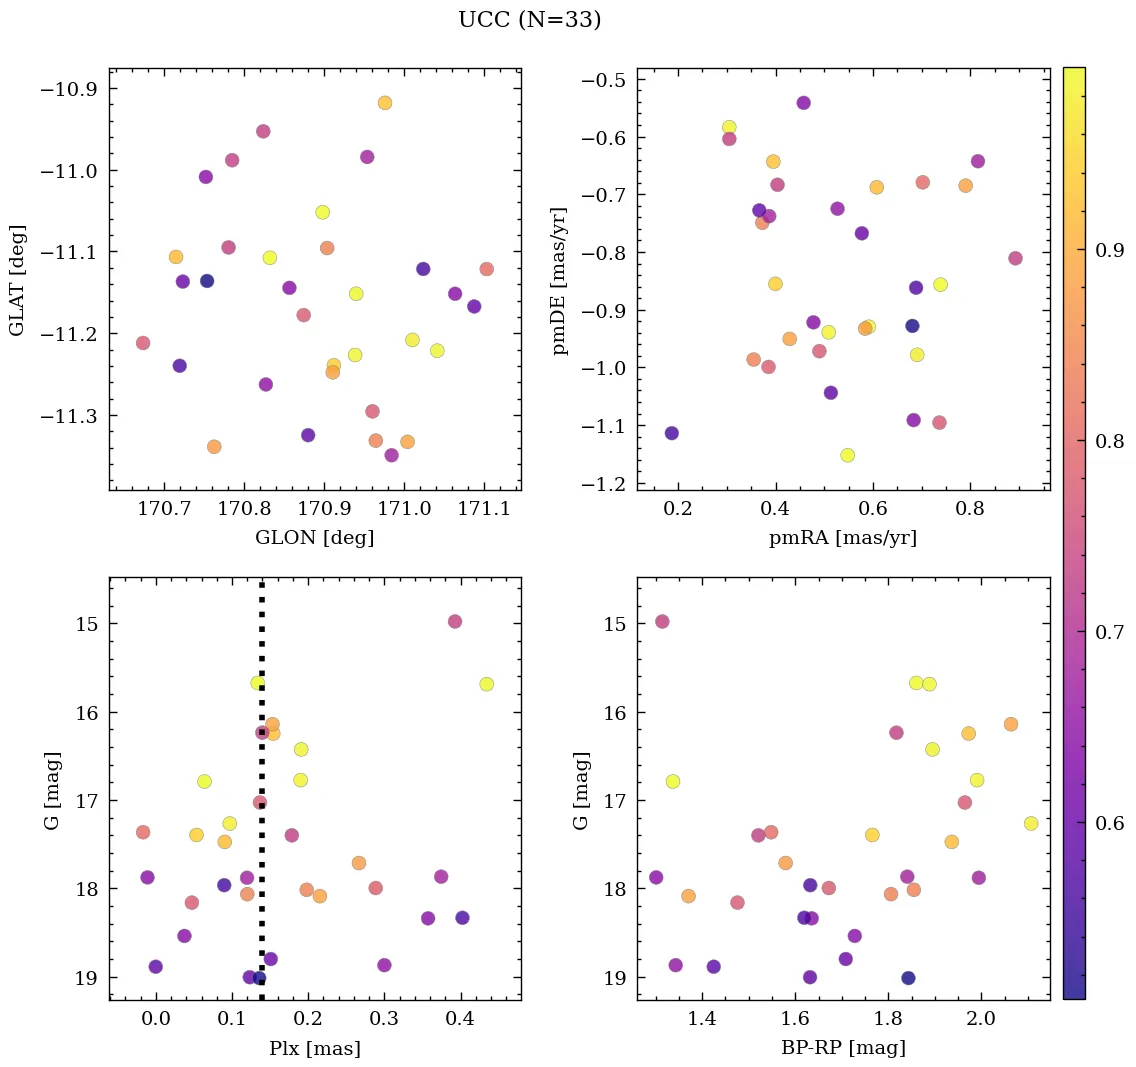 UCC (N=33)
−10.9
−11.0
−11.1
−11.2
−11.3
GLAT [deg]
170.7 170.8 170.9 171.0 171.1
GLON [deg]
−0.5
−0.6
−0.7
−0.8
−0.9
−1.0
−1.1
−1.2
pmDE [mas/yr]
0.2 0.4 0.6 0.8
pmRA [mas/yr]
0.9
0.8
0.7
0.6
15
16
17
18
19
G [mag]
0.0 0.1 0.2 0.3 0.4
Plx [mas]
15
16
17
18
19
G [mag]
1.4 1.6 1.8 2.0
BP-RP [mag]